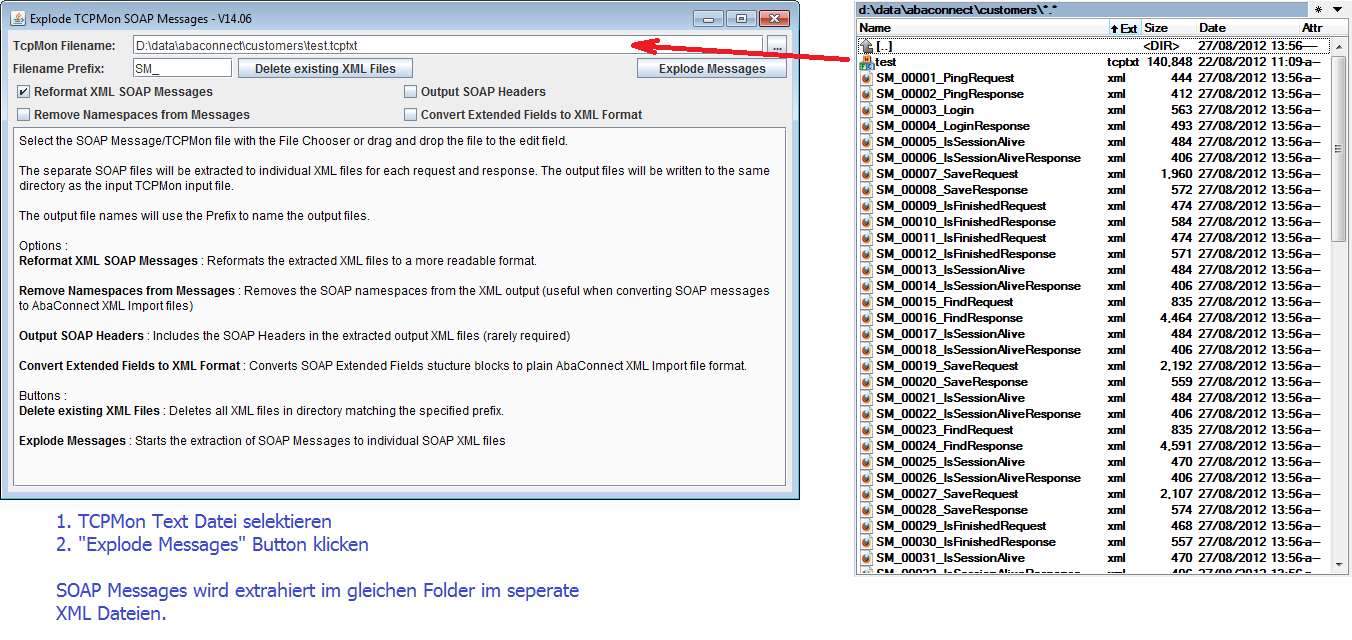 Explode TCPMon SOAP Messages - V14.06
TcpMon Filename: D:\data\abaconnect\customers\test.tcptxt ...
Filename Prefix: SM_ Delete existing XML Files Explode Messages
Reformat XML SOAP Messages Output SOAP Headers
Remove Namespaces from Messages Convert Extended Fields to XML Format
Select the SOAP Message/TCPMon file with the File Chooser or drag and drop the file to the edit field.
The separate SOAP files will be extracted to individual XML files for each request and response. The output files will be written to the same
directory as the input TCPMon input file.
The output file names will use the Prefix to name the output files.
Options :
Reformat XML SOAP Messages : Reformats the extracted XML files to a more readable format.
Remove Namespaces from Messages : Removes the SOAP namespaces from the XML output (useful when converting SOAP messages
to AbaConnect XML Import files)
Output SOAP Headers : Includes the SOAP Headers in the extracted output XML files (rarely required)
Convert Extended Fields to XML Format : Converts SOAP Extended Fields stucture blocks to plain AbaConnect XML Import file format.
Buttons :
Delete existing XML Files : Deletes all XML files in directory matching the specified prefix.
Explode Messages : Starts the extraction of SOAP Messages to individual SOAP XML files
1. TCPMon Text Datei selektieren
2. "Explode Messages" Button klicken
SOAP Messages wird extrahiert im gleichen Folder im seperate
XML Dateien.
d:\data\abaconnect\customers\*.*
Name Ext Size Date Attr
[..] <DIR> 27/08/2012 13:56 ----
test tcptxt 140,848 22/08/2012 11:09 -a--
SM_00001_PingRequest xml 444 27/08/2012 13:56 -a--
SM_00002_PingResponse xml 412 27/08/2012 13:56 -a--
SM_00003_Login xml 563 27/08/2012 13:56 -a--
SM_00004_LoginResponse xml 493 27/08/2012 13:56 -a--
SM_00005_IsSessionAlive xml 484 27/08/2012 13:56 -a--
SM_00006_IsSessionAliveResponse xml 406 27/08/2012 13:56 -a--
SM_00007_SaveRequest xml 1,960 27/08/2012 13:56 -a--
SM_00008_SaveResponse xml 572 27/08/2012 13:56 -a--
SM_00009_IsFinishedRequest xml 474 27/08/2012 13:56 -a--
SM_00010_IsFinishedResponse xml 584 27/08/2012 13:56 -a--
SM_00011_IsFinishedRequest xml 474 27/08/2012 13:56 -a--
SM_00012_IsFinishedResponse xml 571 27/08/2012 13:56 -a--
SM_00013_IsSessionAlive xml 484 27/08/2012 13:56 -a--
SM_00014_IsSessionAliveResponse xml 406 27/08/2012 13:56 -a--
SM_00015_FindRequest xml 835 27/08/2012 13:56 -a--
SM_00016_FindResponse xml 4,464 27/08/2012 13:56 -a--
SM_00017_IsSessionAlive xml 484 27/08/2012 13:56 -a--
SM_00018_IsSessionAliveResponse xml 406 27/08/2012 13:56 -a--
SM_00019_SaveRequest xml 2,192 27/08/2012 13:56 -a--
SM_00020_SaveResponse xml 559 27/08/2012 13:56 -a--
SM_00021_IsSessionAlive xml 484 27/08/2012 13:56 -a--
SM_00022_IsSessionAliveResponse xml 406 27/08/2012 13:56 -a--
SM_00023_FindRequest xml 835 27/08/2012 13:56 -a--
SM_00024_FindResponse xml 4,591 27/08/2012 13:56 -a--
SM_00025_IsSessionAlive xml 470 27/08/2012 13:56 -a--
SM_00026_IsSessionAliveResponse xml 406 27/08/2012 13:56 -a--
SM_00027_SaveRequest xml 2,107 27/08/2012 13:56 -a--
SM_00028_SaveResponse xml 574 27/08/2012 13:56 -a--
SM_00029_IsFinishedRequest xml 468 27/08/2012 13:56 -a--
SM_00030_IsFinishedResponse xml 557 27/08/2012 13:56 -a--
SM_00031_IsSessionAlive xml 470 27/08/2012 13:56 -a--